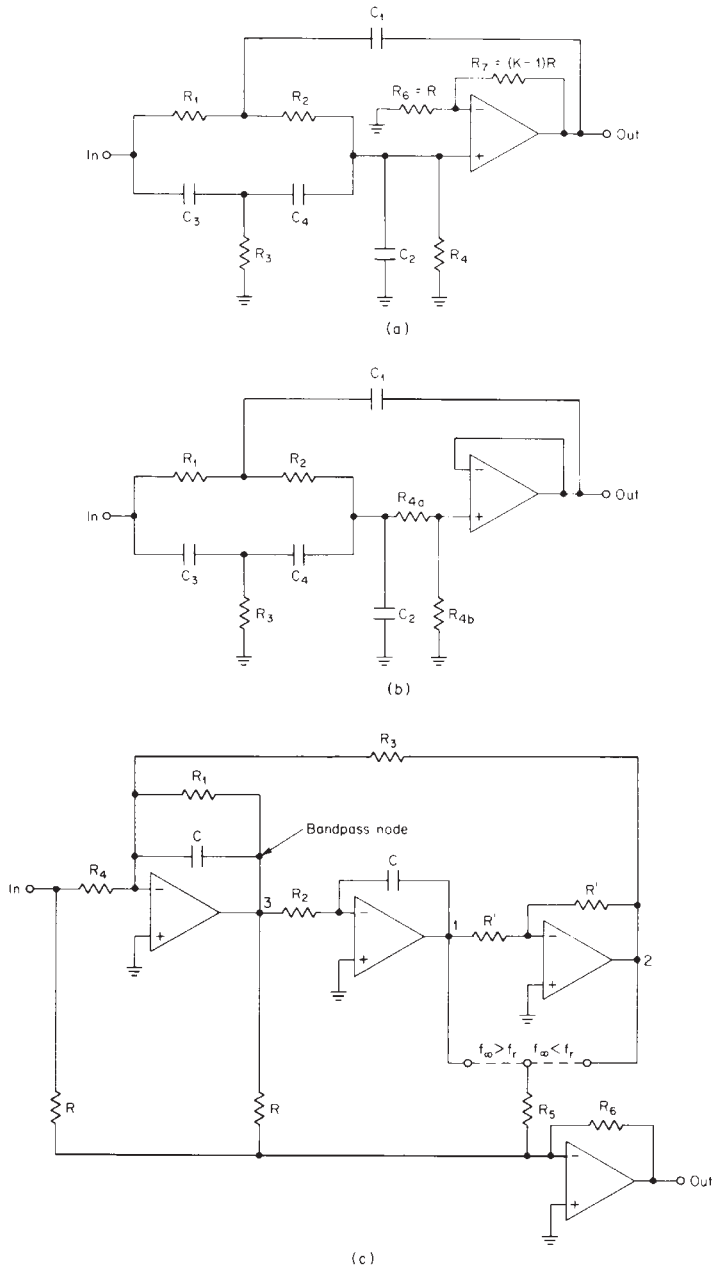 C₁
R₇ = (K−1)R
R₆ = R
R₁
R₂
−
+
Out
In
C₃
C₄
R₃
C₂
R₄
(a)
C₁
R₁
R₂
−
+
Out
R₄ₐ
In
C₃
C₄
R₃
C₂
R₄b
(b)
R₃
R₁
C
Bandpass node
In
R₄
−
+
3
R₂
C
−
+
1
R'
R'
−
+
2
f∞>fr
f∞<fr
R
R
R₅
R₆
−
+
Out
(c)